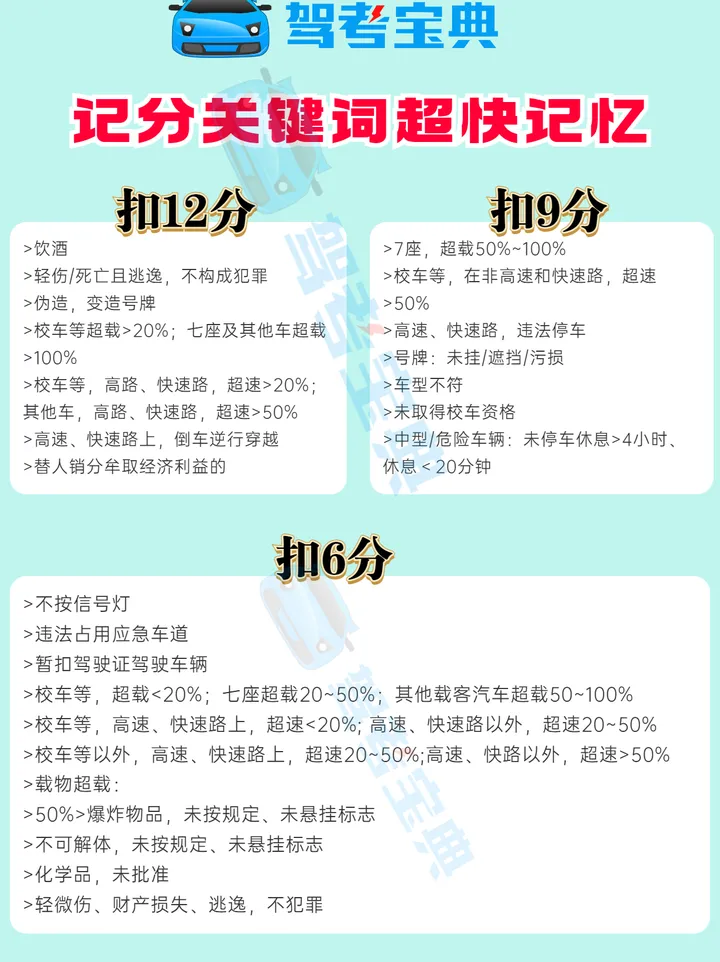 驾考宝典
记分关键词超快记忆
扣12分
>饮酒
>轻伤/死亡且逃逸，不构成犯罪
>伪造，变造号牌
>校车等超载>20%；七座及其他车超载
>100%
>校车等，高路、快速路，超速>20%；
其他车，高路、快速路，超速>50%
>高速、快速路上，倒车逆行穿越
>替人销分牟取经济利益的
扣9分
>7座，超载50%~100%
>校车等，在非高速和快速路，超速
>50%
>高速、快速路，违法停车
>号牌：未挂/遮挡/污损
>车型不符
>未取得校车资格
>中型/危险车辆：未停车休息>4小时、
休息＜20分钟
扣6分
>不按信号灯
>违法占用应急车道
>暂扣驾驶证驾驶车辆
>校车等，超载<20%；七座超载20~50%；其他载客汽车超载50~100%
>校车等，高速、快速路上，超速<20%; 高速、快速路以外，超速20~50%
>校车等以外，高速、快速路上，超速20~50%;高速、快路以外，超速>50%
>载物超载：
>50%>爆炸物品，未按规定、未悬挂标志
>不可解体，未按规定、未悬挂标志
>化学品，未批准
>轻微伤、财产损失、逃逸，不犯罪
驾考宝典
驾考宝典